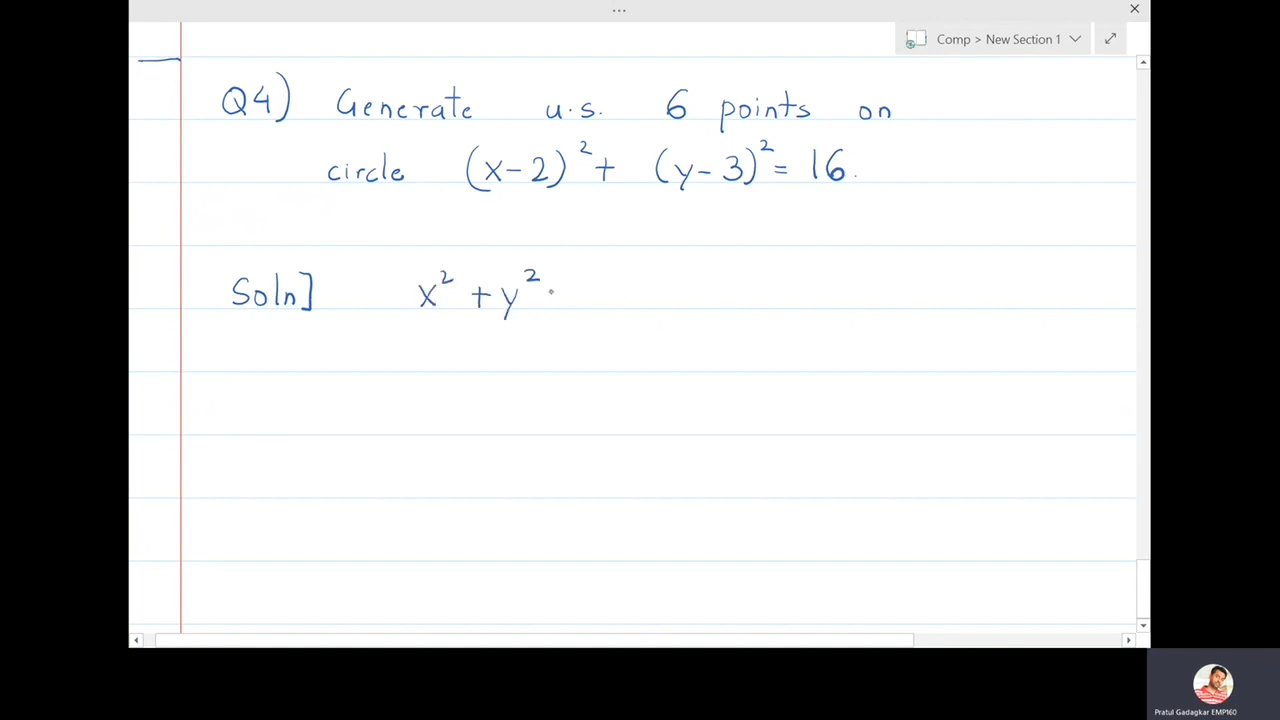 ...
Comp > New Section 1
Q4) Generate u.s. 6 points on
circle (x-2)² + (y-3)² = 16.
Soln] x² + y²
Pratul Gadagkar EMP160